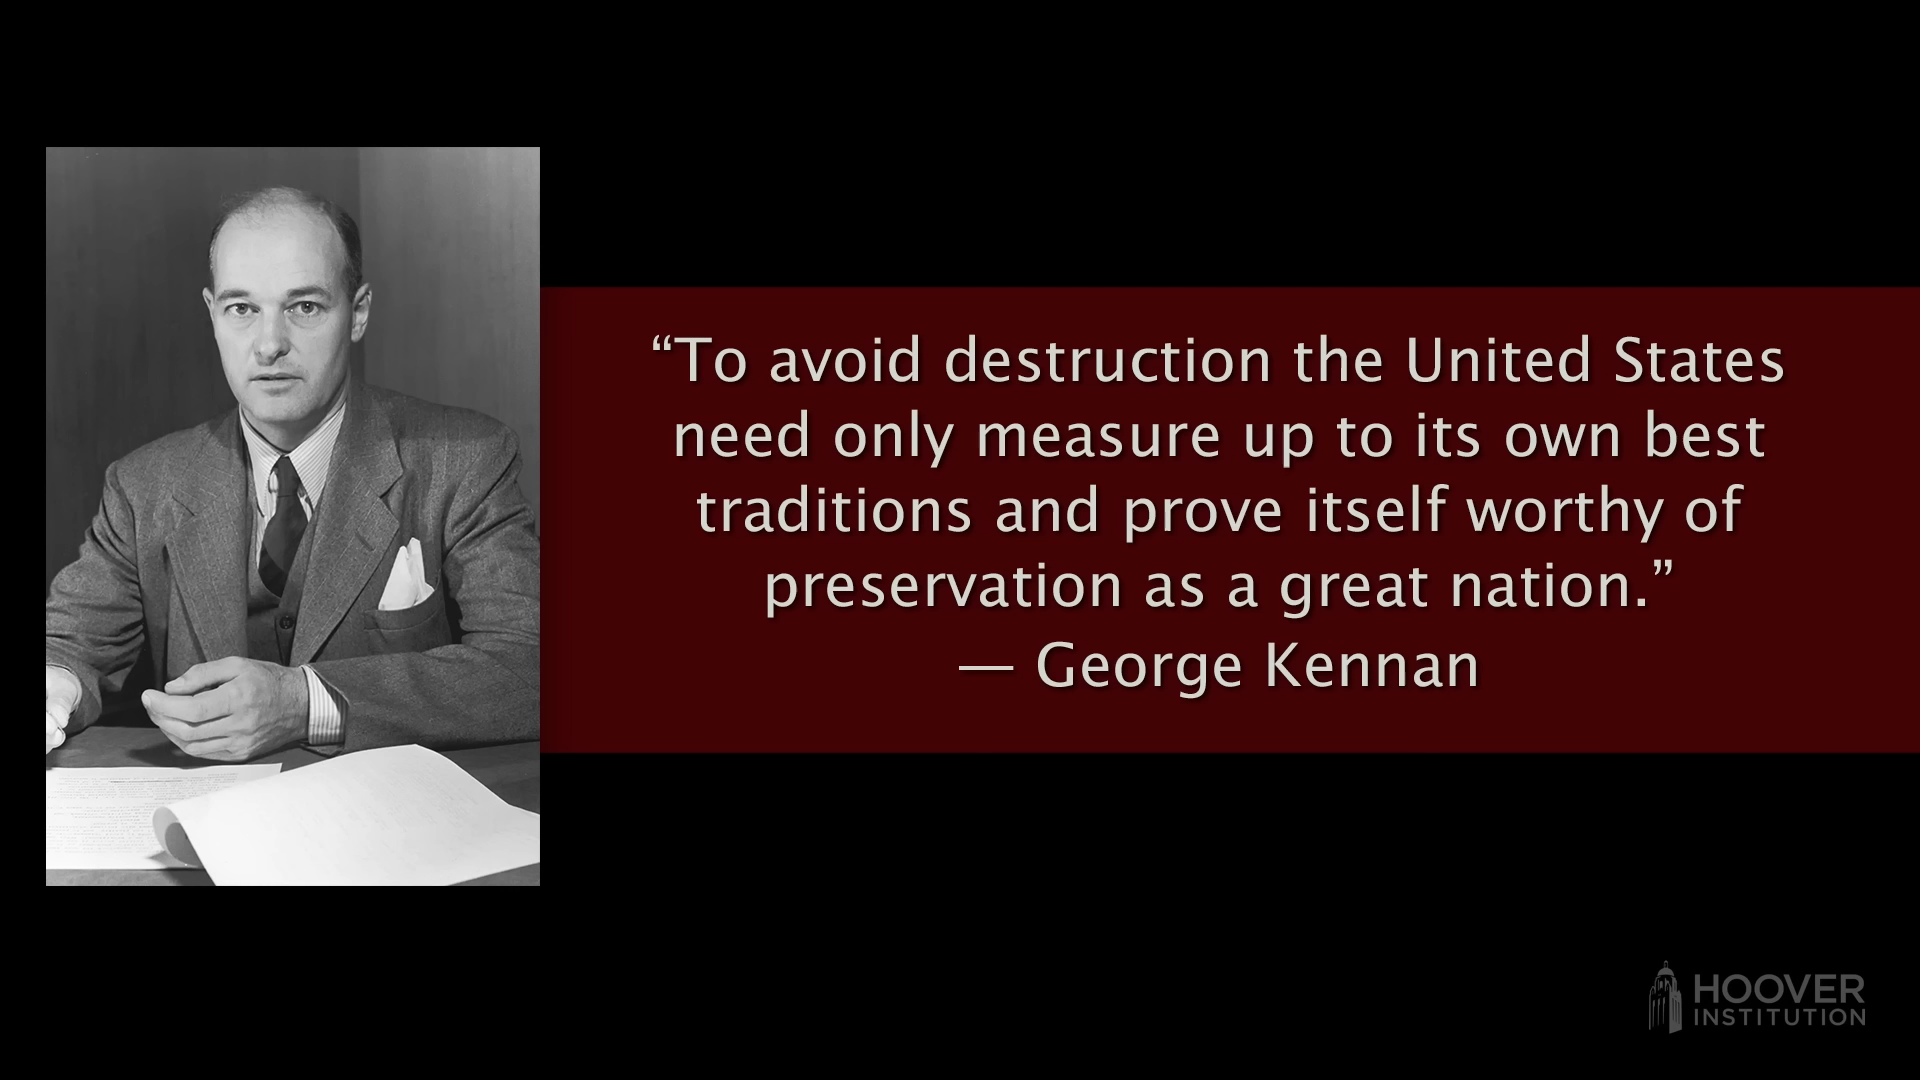 “To avoid destruction the United States
need only measure up to its own best
traditions and prove itself worthy of
preservation as a great nation.”
— George Kennan
HOOVER
INSTITUTION